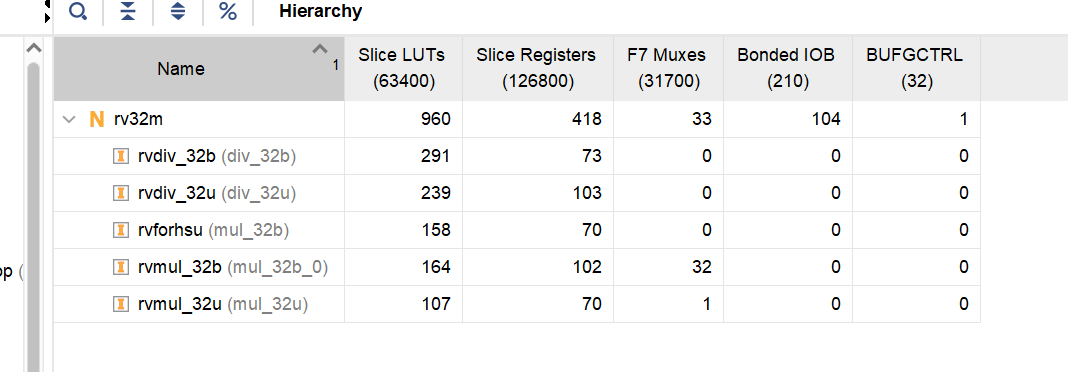 Hierarchy
Name 1 Slice LUTs (63400) Slice Registers (126800) F7 Muxes (31700) Bonded IOB (210) BUFGCTRL (32)
N rv32m 960 418 33 104 1
I rvdiv_32b (div_32b) 291 73 0 0 0
I rvdiv_32u (div_32u) 239 103 0 0 0
I rvforhsu (mul_32b) 158 70 0 0 0
I rvmul_32b (mul_32b_0) 164 102 32 0 0
op ( I rvmul_32u (mul_32u) 107 70 1 0 0